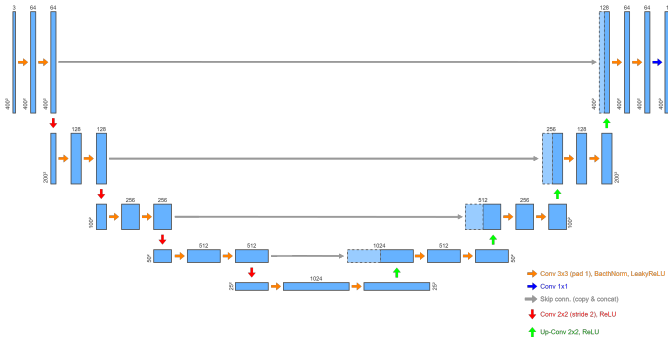 3 64 64 128 64 64 1
400² 400² 400² 400² 400² 400²
128 128 256 128
200² 200²
256 256 512 256
100² 100²
512 512 1024 512
50² 50²
1024
25² 25²
Conv 3x3 (pad 1), BacthNorm, LeakyReLU
Conv 1x1
Skip conn. (copy & concat)
Conv 2x2 (stride 2), ReLU
Up-Conv 2x2, ReLU